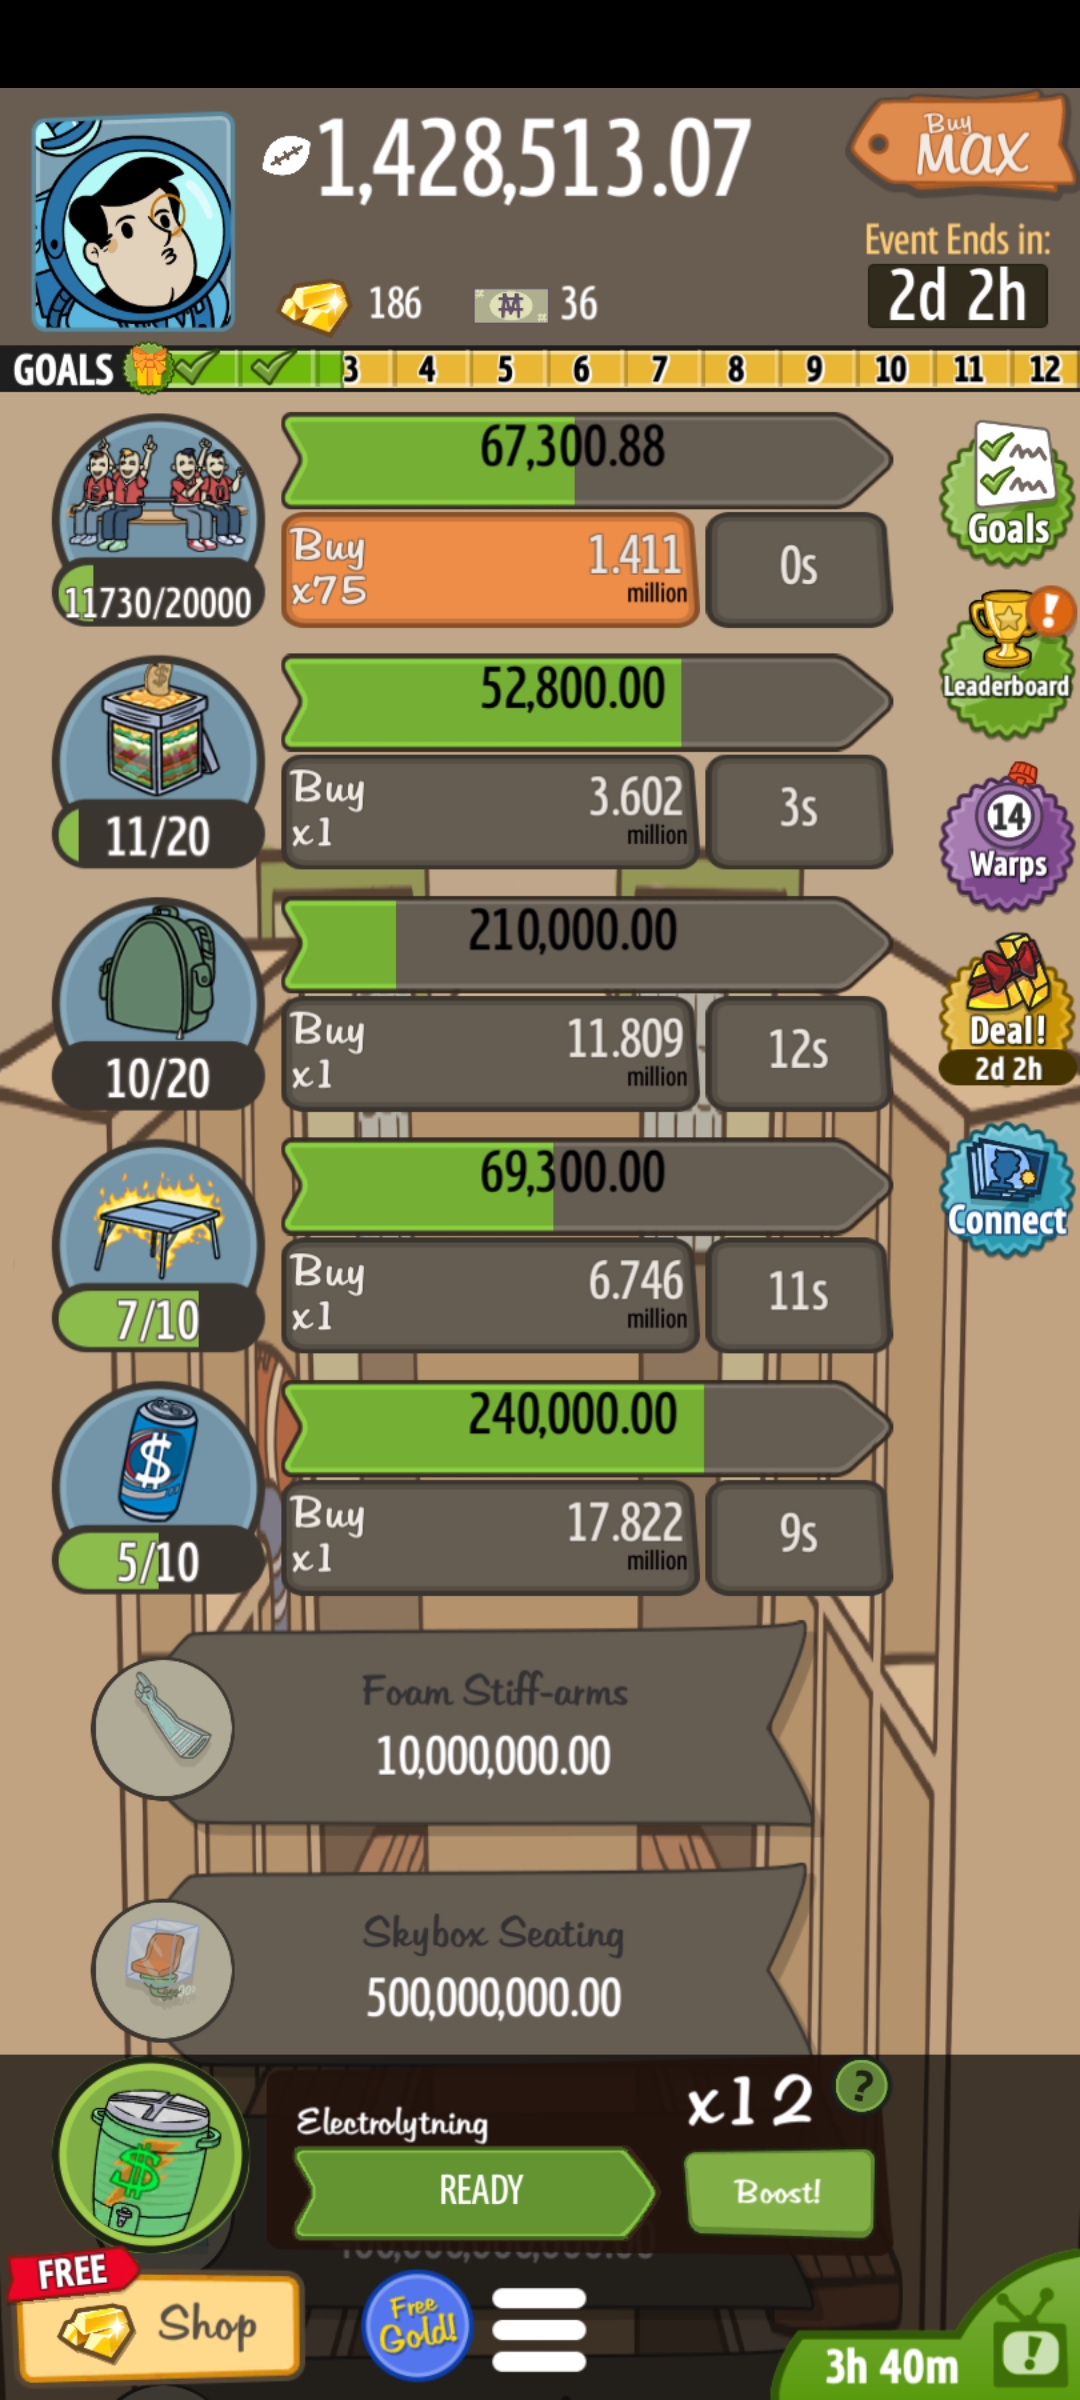 1,428,513.07
Buy
MAX
Event Ends in:
2d 2h
186
36
GOALS 3 4 5 6 7 8 9 10 11 12
67,300.88
Buy
x75
1.411
million
0s
11730/20000
Goals
Leaderboard
52,800.00
Buy
x1
3.602
million
3s
11/20
14
Warps
210,000.00
Buy
x1
11.809
million
12s
10/20
Deal!
2d 2h
69,300.00
Buy
x1
6.746
million
11s
7/10
Connect
240,000.00
Buy
x1
17.822
million
9s
5/10
Foam Stiff-arms
10,000,000.00
Skybox Seating
500,000,000.00
Electrolytning
x12
?
READY
Boost!
FREE
Shop
Free
Gold!
3h 40m